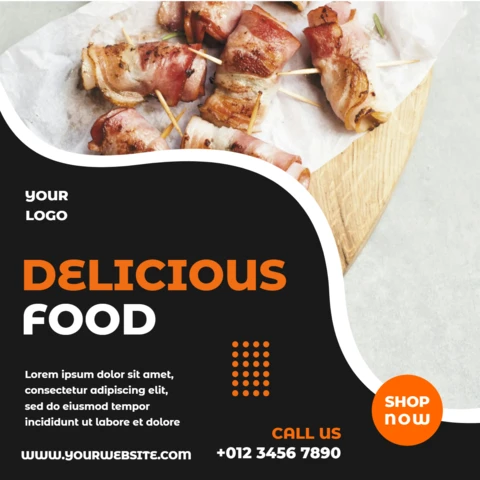 YOUR
LOGO
DELICIOUS
FOOD
Lorem ipsum dolor sit amet,
consectetur adipiscing elit,
sed do eiusmod tempor
incididunt ut labore et dolore
www.yourwebsite.com
CALL US
+012 3456 7890
SHOP
now